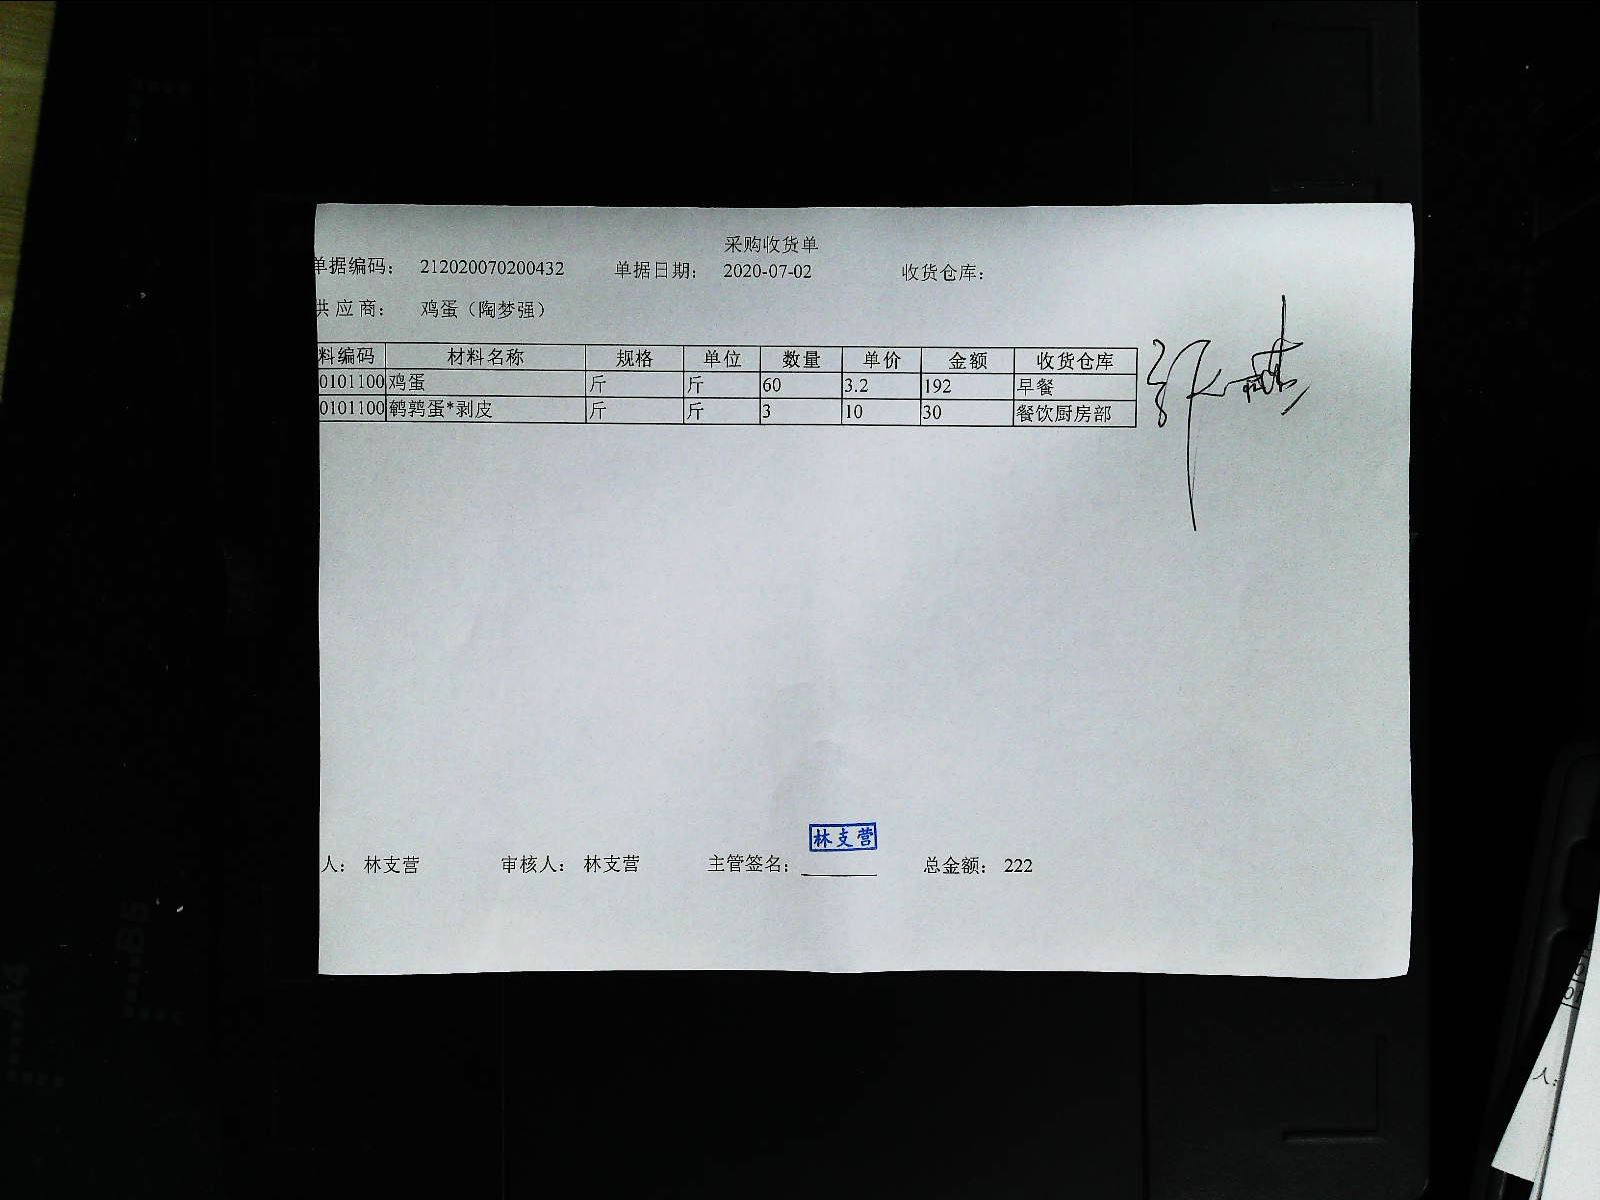 采购收货单
单据编码： 212020070200432 单据日期： 2020-07-02 收货仓库：
供应商： 鸡蛋（陶梦强）
料编码 材料名称 规格 单位 数量 单价 金额 收货仓库
0101100 鸡蛋 斤 斤 60 3.2 192 早餐
0101100 鹌鹑蛋*剥皮 斤 斤 3 10 30 餐饮厨房部
林支营
人： 林支营 审核人： 林支营 主管签名： 总金额： 222
B5
A4
人：